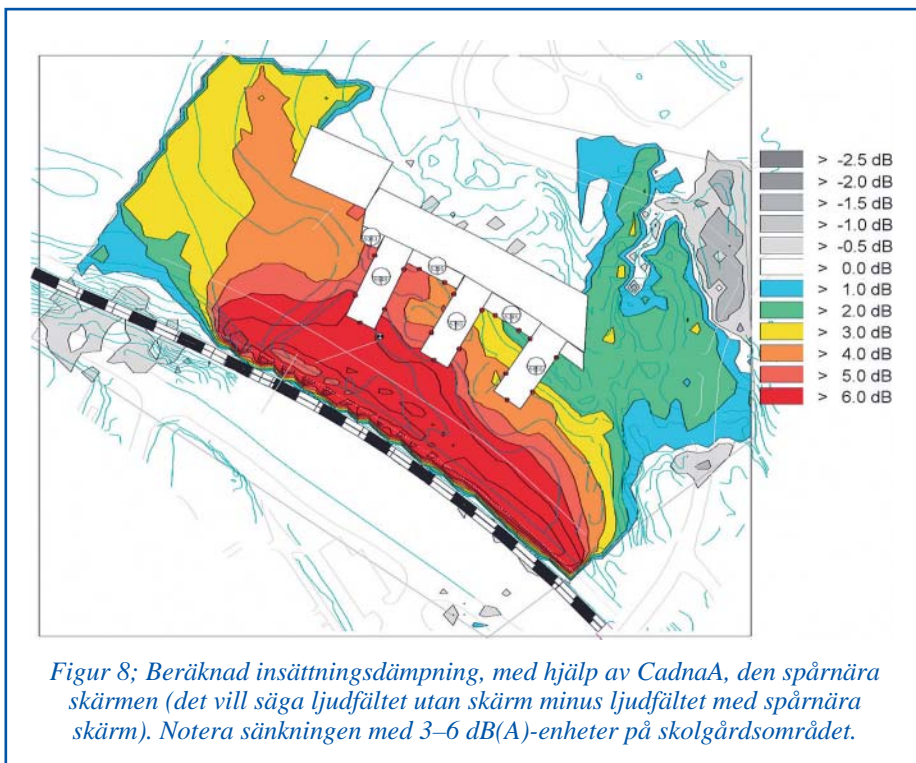 > -2.5 dB
> -2.0 dB
> -1.5 dB
> -1.0 dB
> -0.5 dB
> 0.0 dB
> 1.0 dB
> 2.0 dB
> 3.0 dB
> 4.0 dB
> 5.0 dB
> 6.0 dB
Figur 8; Beräknad insättningsdämpning, med hjälp av CadnaA, den spårnära
skärmen (det vill säga ljudfältet utan skärm minus ljudfältet med spårnära
skärm). Notera sänkningen med 3–6 dB(A)-enheter på skolgårdsområdet.